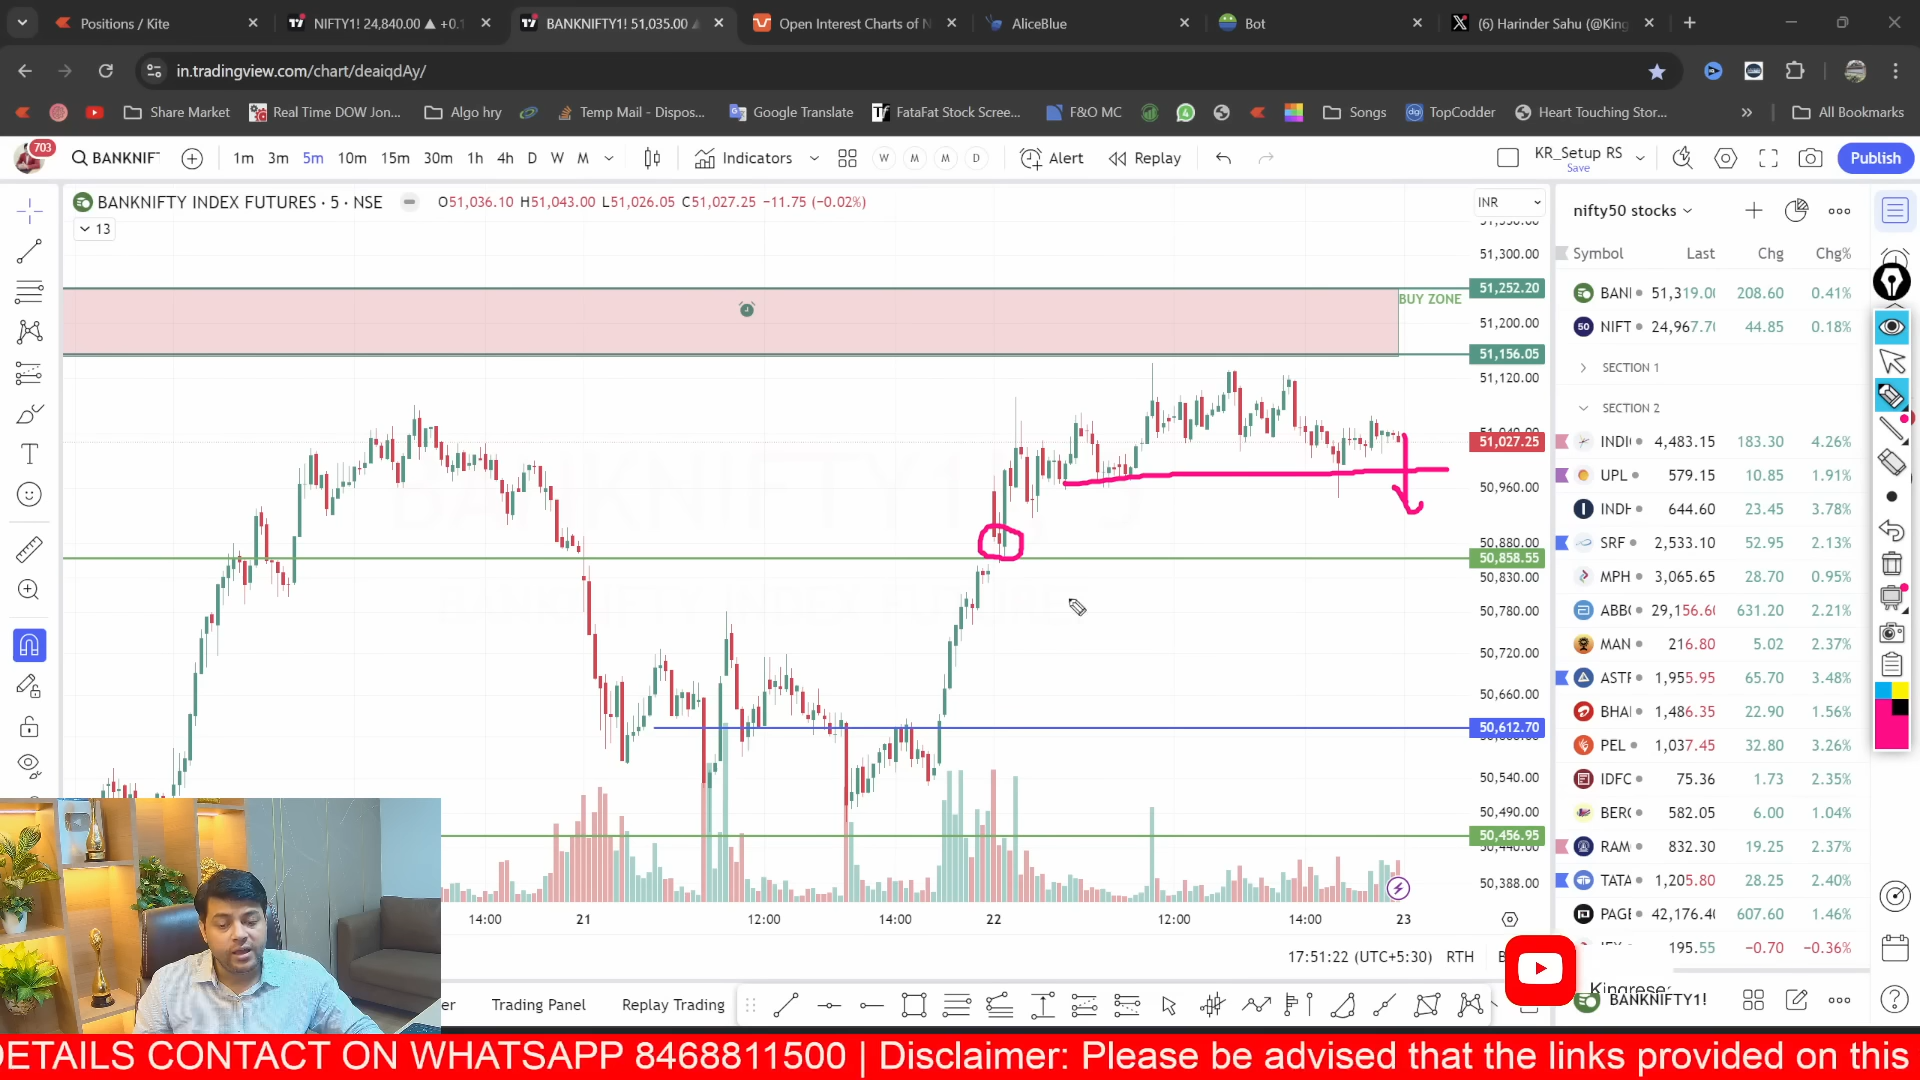 Positions / Kite
NIFTY1! 24,840.00 ▲ +0.1
BANKNIFTY1! 51,035.00
Open Interest Charts of N
AliceBlue
Bot
(6) Harinder Sahu (@King
in.tradingview.com/chart/deaiqdAy/
Share Market
Real Time DOW Jon...
Algo hry
Temp Mail - Dispos...
Google Translate
FataFat Stock Scree...
F&O MC
Songs
TopCodder
Heart Touching Stor...
All Bookmarks
703
BANKNIF
1m 3m 5m 10m 15m 30m 1h 4h D W M
Indicators
W M M D
Alert
Replay
KR_Setup RS
Save
Publish
BANKNIFTY INDEX FUTURES · 5 · NSE
O51,036.10 H51,043.00 L51,026.05 C51,027.25 −11.75 (−0.02%)
13
INR
51,300.00
51,252.20
BUY ZONE
51,200.00
51,156.05
51,120.00
51,027.25
50,960.00
50,880.00
50,858.55
50,830.00
50,780.00
50,720.00
50,660.00
50,612.70
50,540.00
50,490.00
50,456.95
50,440.00
50,388.00
14:00 21 12:00 14:00 22 12:00 14:00 23
17:51:22 (UTC+5:30) RTH
Trading Panel
Replay Trading
nifty50 stocks
Symbol Last Chg Chg%
BANI 51,319.00 208.60 0.41%
50 NIFT 24,967.70 44.85 0.18%
SECTION 1
SECTION 2
INDI 4,483.15 183.30 4.26%
UPL 579.15 10.85 1.91%
INDH 644.60 23.45 3.78%
SRF 2,533.10 52.95 2.13%
MPH 3,065.65 28.70 0.95%
ABB 29,156.60 631.20 2.21%
MAN 216.80 5.02 2.37%
ASTF 1,955.95 65.70 3.48%
BHAI 1,486.35 22.90 1.56%
PEL 1,037.45 32.80 3.26%
IDFC 75.36 1.73 2.35%
BERG 582.05 6.00 1.04%
RAM 832.30 19.25 2.37%
TATA 1,205.80 28.25 2.40%
PAGE 42,176.40 607.60 1.46%
195.55 −0.70 −0.36%
BANKNIFTY1!
DETAILS CONTACT ON WHATSAPP 8468811500 | Disclaimer: Please be advised that the links provided on this